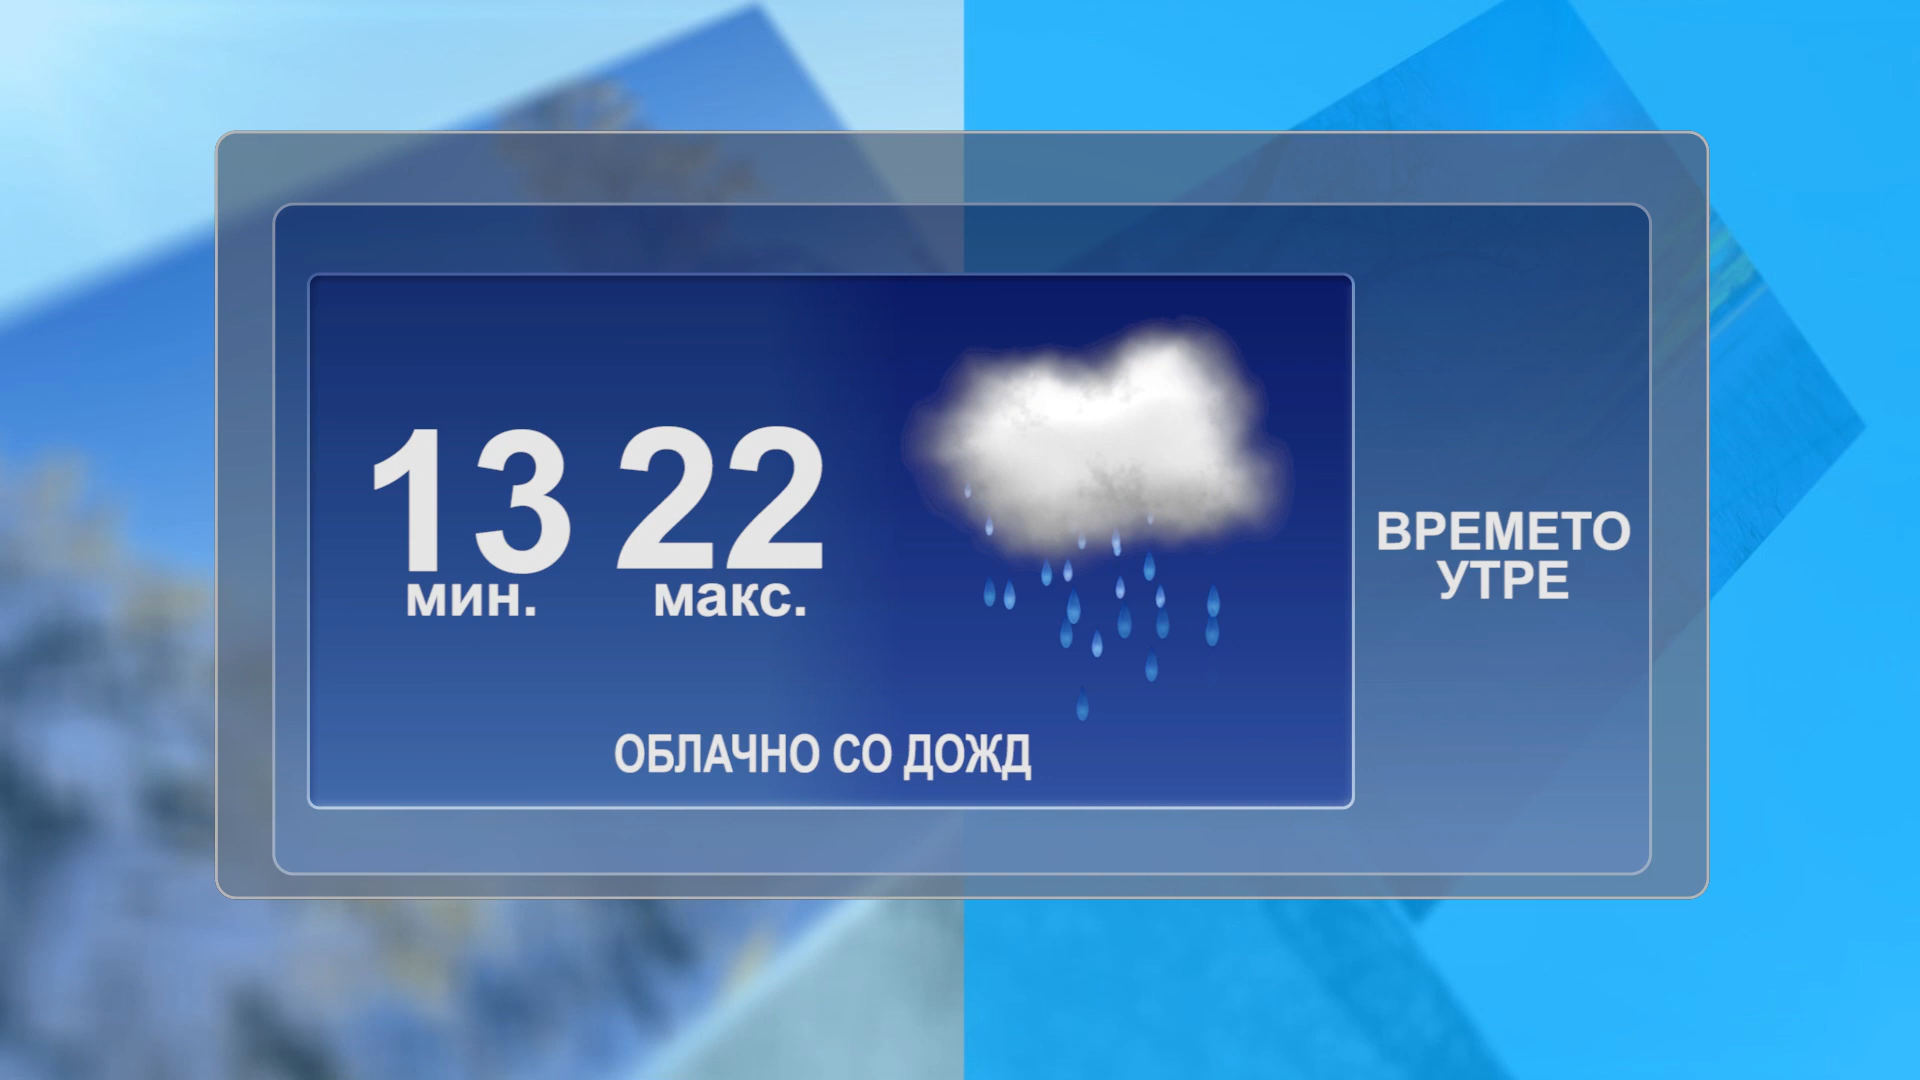 13 22
мин. макс.
ОБЛАЧНО СО ДОЖД
ВРЕМЕТО
УТРЕ